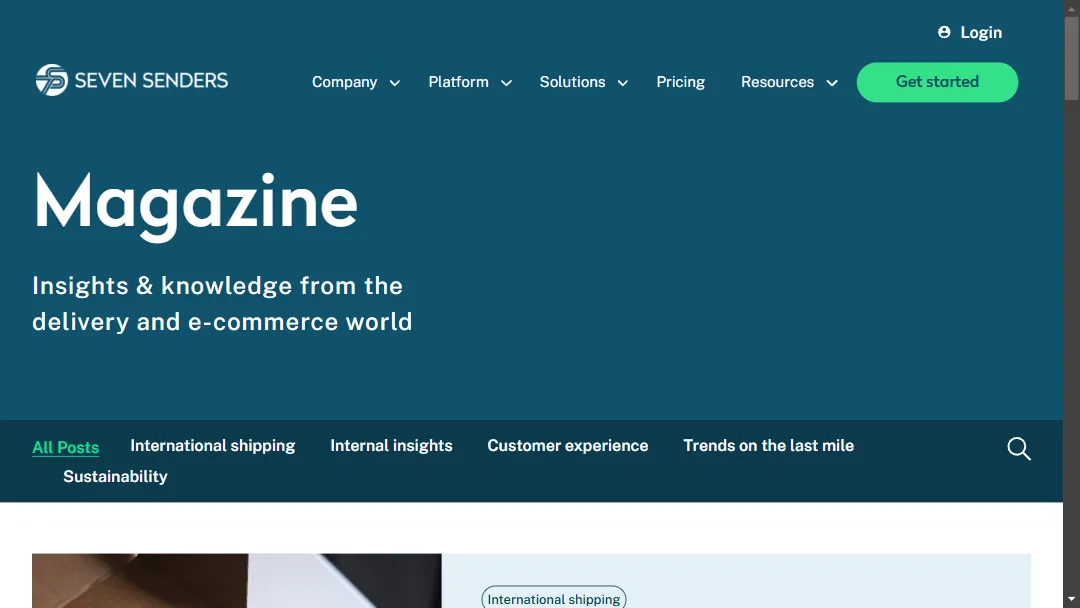 Login
SEVEN SENDERS
Company
Platform
Solutions
Pricing
Resources
Get started
Magazine
Insights & knowledge from the
delivery and e-commerce world
All Posts
International shipping
Internal insights
Customer experience
Trends on the last mile
Sustainability
International shipping